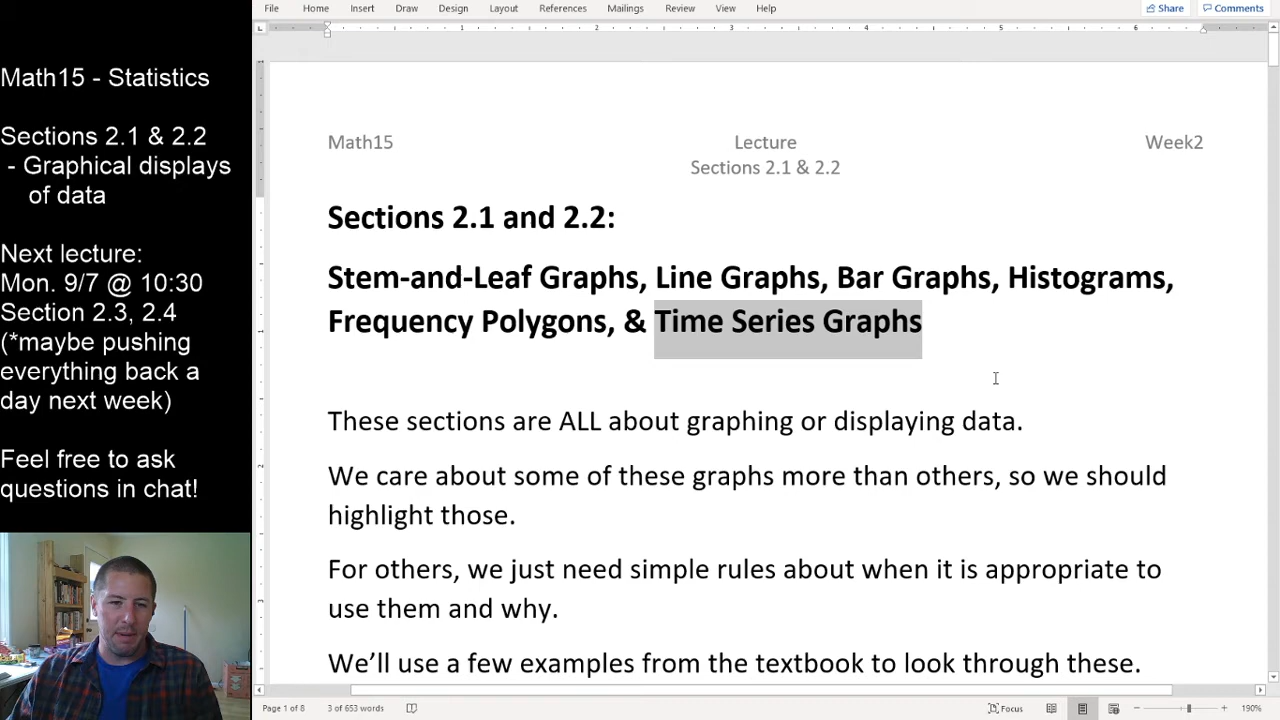 File Home Insert Draw Design Layout References Mailings Review View Help Share Comments
1 2 3 4 5 6
Math15 - Statistics
Sections 2.1 & 2.2
- Graphical displays
of data
Next lecture:
Mon. 9/7 @ 10:30
Section 2.3, 2.4
(*maybe pushing
everything back a
day next week)
Feel free to ask
questions in chat!
Math15 Lecture Week2
Sections 2.1 & 2.2
Sections 2.1 and 2.2:
Stem-and-Leaf Graphs, Line Graphs, Bar Graphs, Histograms,
Frequency Polygons, & Time Series Graphs
These sections are ALL about graphing or displaying data.
We care about some of these graphs more than others, so we should
highlight those.
For others, we just need simple rules about when it is appropriate to
use them and why.
We’ll use a few examples from the textbook to look through these.
Page 1 of 8 3 of 653 words Focus 190%